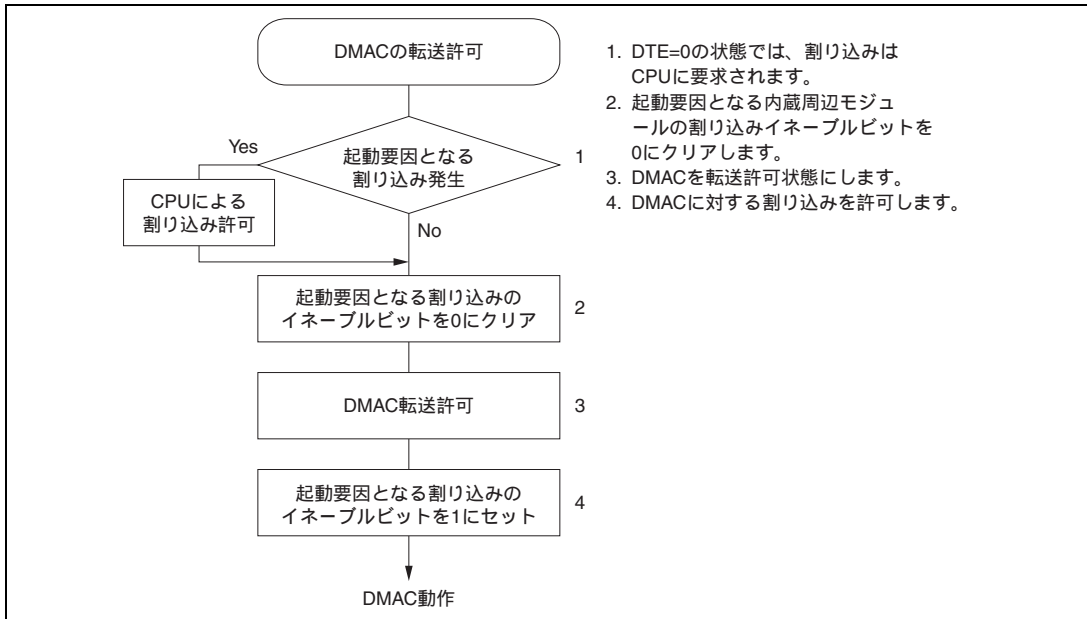 DMACの転送許可
起動要因となる
割り込み発生
1
Yes
No
CPUによる
割り込み許可
起動要因となる割り込みの
イネーブルビットを0にクリア
2
DMAC転送許可
3
起動要因となる割り込みの
イネーブルビットを1にセット
4
DMAC動作
1. DTE=0の状態では、割り込みは
CPUに要求されます。
2. 起動要因となる内蔵周辺モジュ
ールの割り込みイネーブルビットを
0にクリアします。
3. DMACを転送許可状態にします。
4. DMACに対する割り込みを許可します。